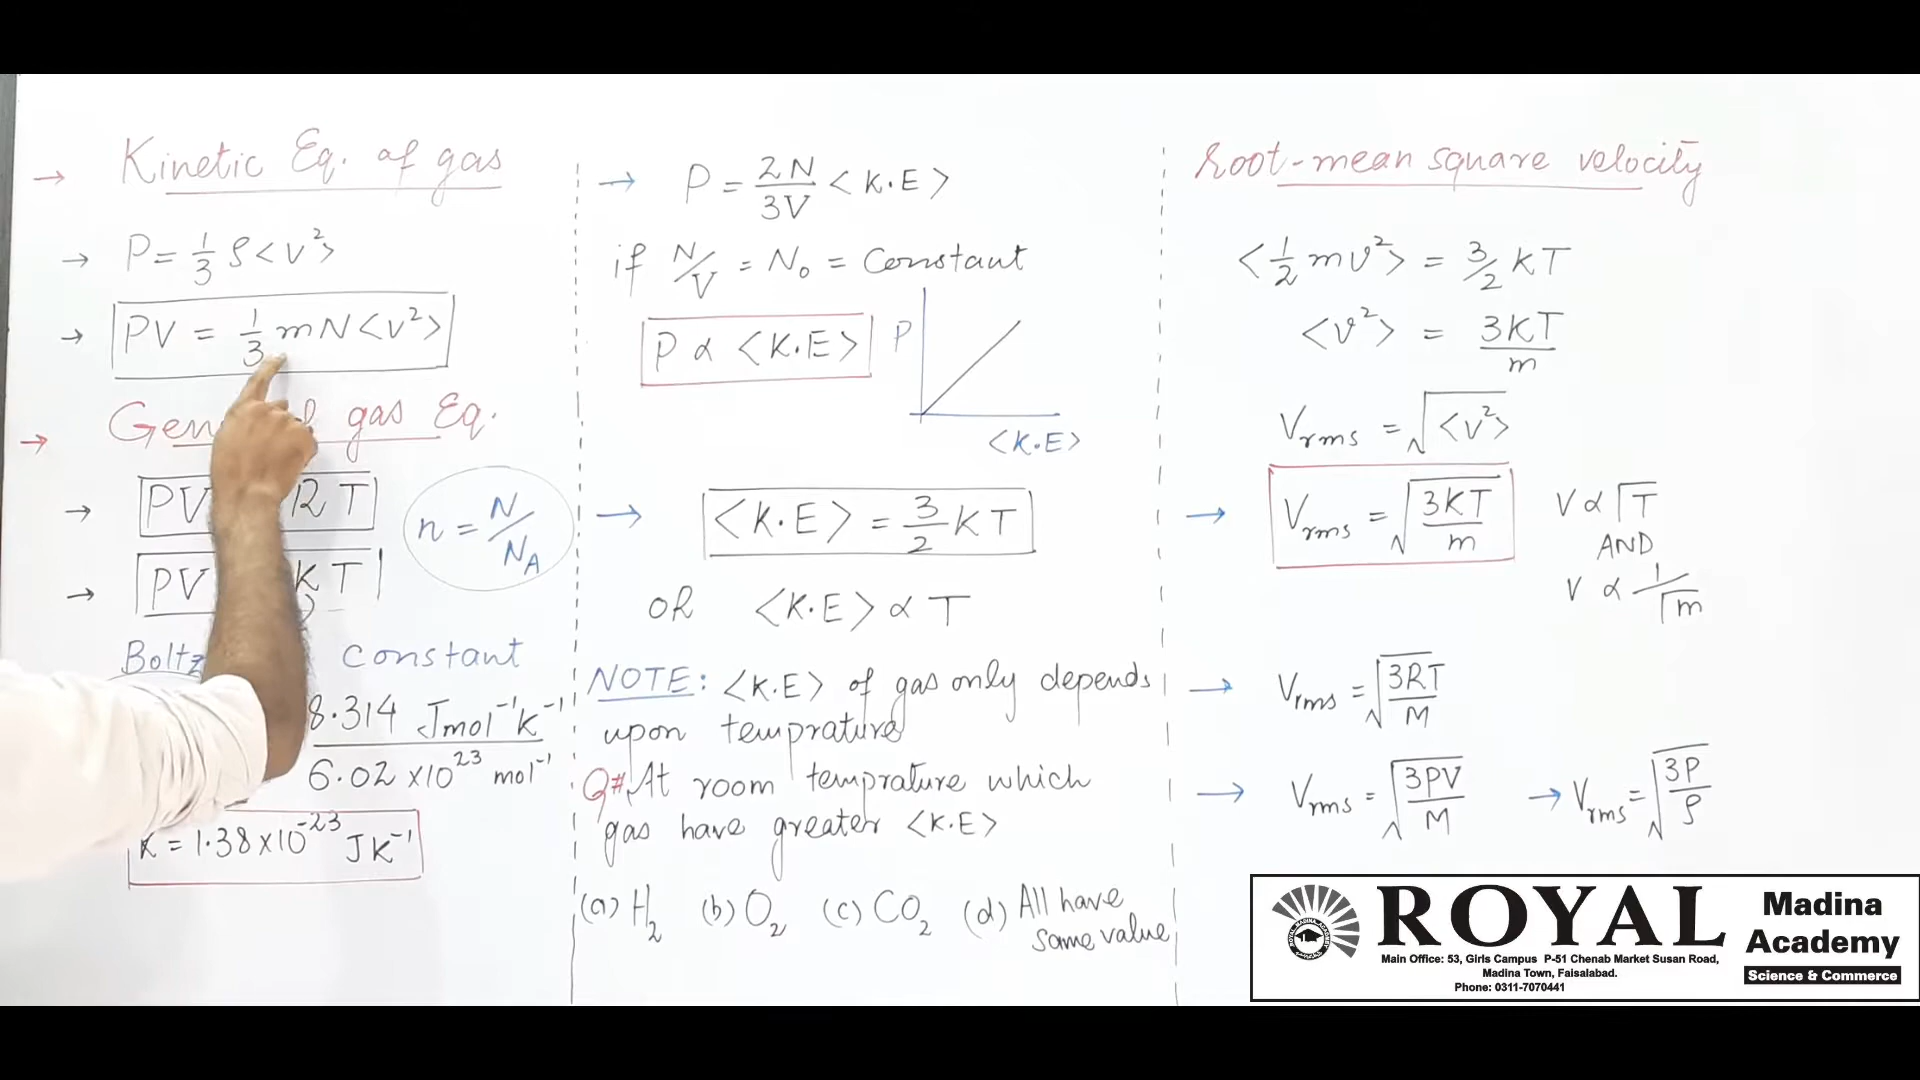 → Kinetic Eq. of gas
→ P = 1/3 ρ<v²>
→ PV = 1/3 mN<v²>
→ gas Eq.
→ PV RT
n = N/N_A
→ PV KT
constant
8.314 Jmol⁻¹K⁻¹
6.02 ×10²³ mol⁻¹
K = 1.38×10⁻²³ JK⁻¹
→ P = 2N/3V <K.E>
if N/V = N₀ = Constant
P ∝ <K.E>
P
<K.E>
→ <K.E> = 3/2 KT
OR <K.E> ∝ T
NOTE: <K.E> of gas only depends
upon temprature
Q#. At room temprature which
gas have greater <K.E>
(a) H₂ (b) O₂ (c) CO₂ (d) All have
same value
Root-mean square velocity
<1/2 mv²> = 3/2 KT
<v²> = 3KT/m
Vrms = √<v²>
→ Vrms = √3KT/m
V ∝ √T
AND
V ∝ 1/√m
→ Vrms = √3RT/M
→ Vrms = √3PV/M → Vrms = √3P/ρ
ROYAL
Madina
Academy
Science & Commerce
Main Office: 53, Girls Campus P-51 Chenab Market Susan Road,
Madina Town, Faisalabad.
Phone: 0311-7070441